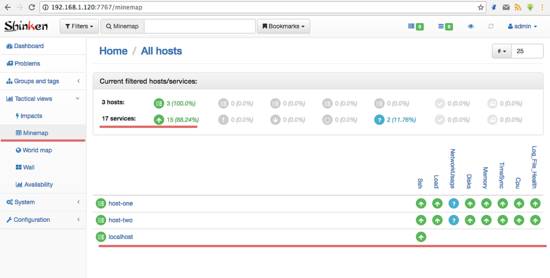 192.168.1.120:7767/minemap
Shinken
Filters
Minemap
Bookmarks
0
0
admin
Dashboard
Problems
Groups and tags
Tactical views
Impacts
Minemap
World map
Wall
Availability
System
Configuration
Home / All hosts
# 25
Current filtered hosts/services:
3 hosts: 3 (100.0%) 0 (0.0%) 0 (0.0%) 0 (0.0%) 0 (0.0%) 0 (0.0%) 0 (0.0%)
17 services: 15 (88.24%) 0 (0.0%) 0 (0.0%) 0 (0.0%) 2 (11.76%) 0 (0.0%) 0 (0.0%)
Ssh
Load
NetworkUsage
Disks
Memory
TimeSync
Cpu
Log_File_Health
host-one ?
host-two ?
localhost